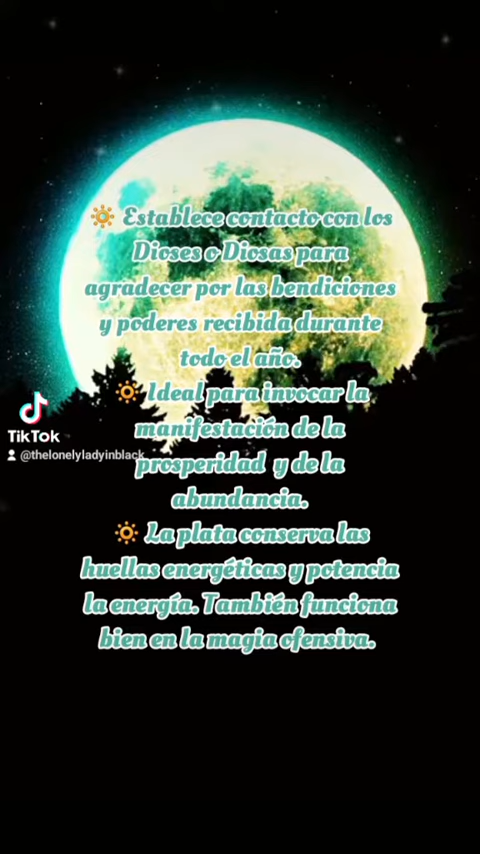 🔅 Establece contacto con los
Dioses o Diosas para
agradecer por las bendiciones
y poderes recibida durante
todo el año.
🔅 Ideal para invocar la
manifestación de la
prosperidad y de la
abundancia.
🔅 La plata conserva las
huellas energéticas y potencia
la energía. También funciona
bien en la magia ofensiva.
TikTok
@thelonelyladyinblack